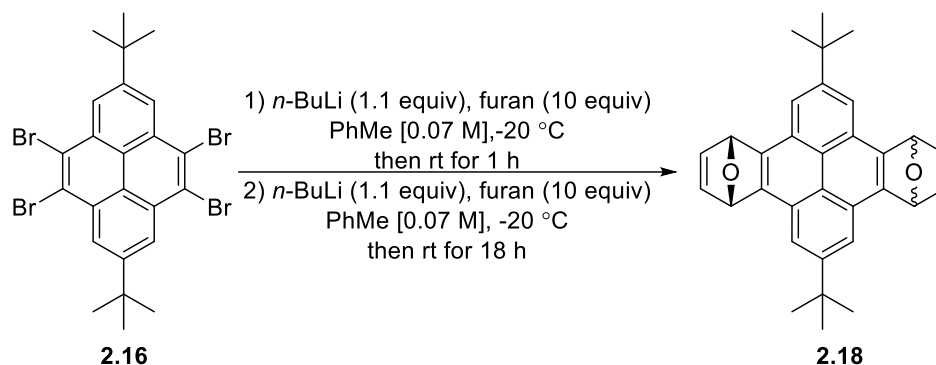 1) n-BuLi (1.1 equiv), furan (10 equiv)
PhMe [0.07 M],-20 °C
then rt for 1 h
2) n-BuLi (1.1 equiv), furan (10 equiv)
PhMe [0.07 M], -20 °C
then rt for 18 h
Br Br
Br Br
O O
2.16 2.18